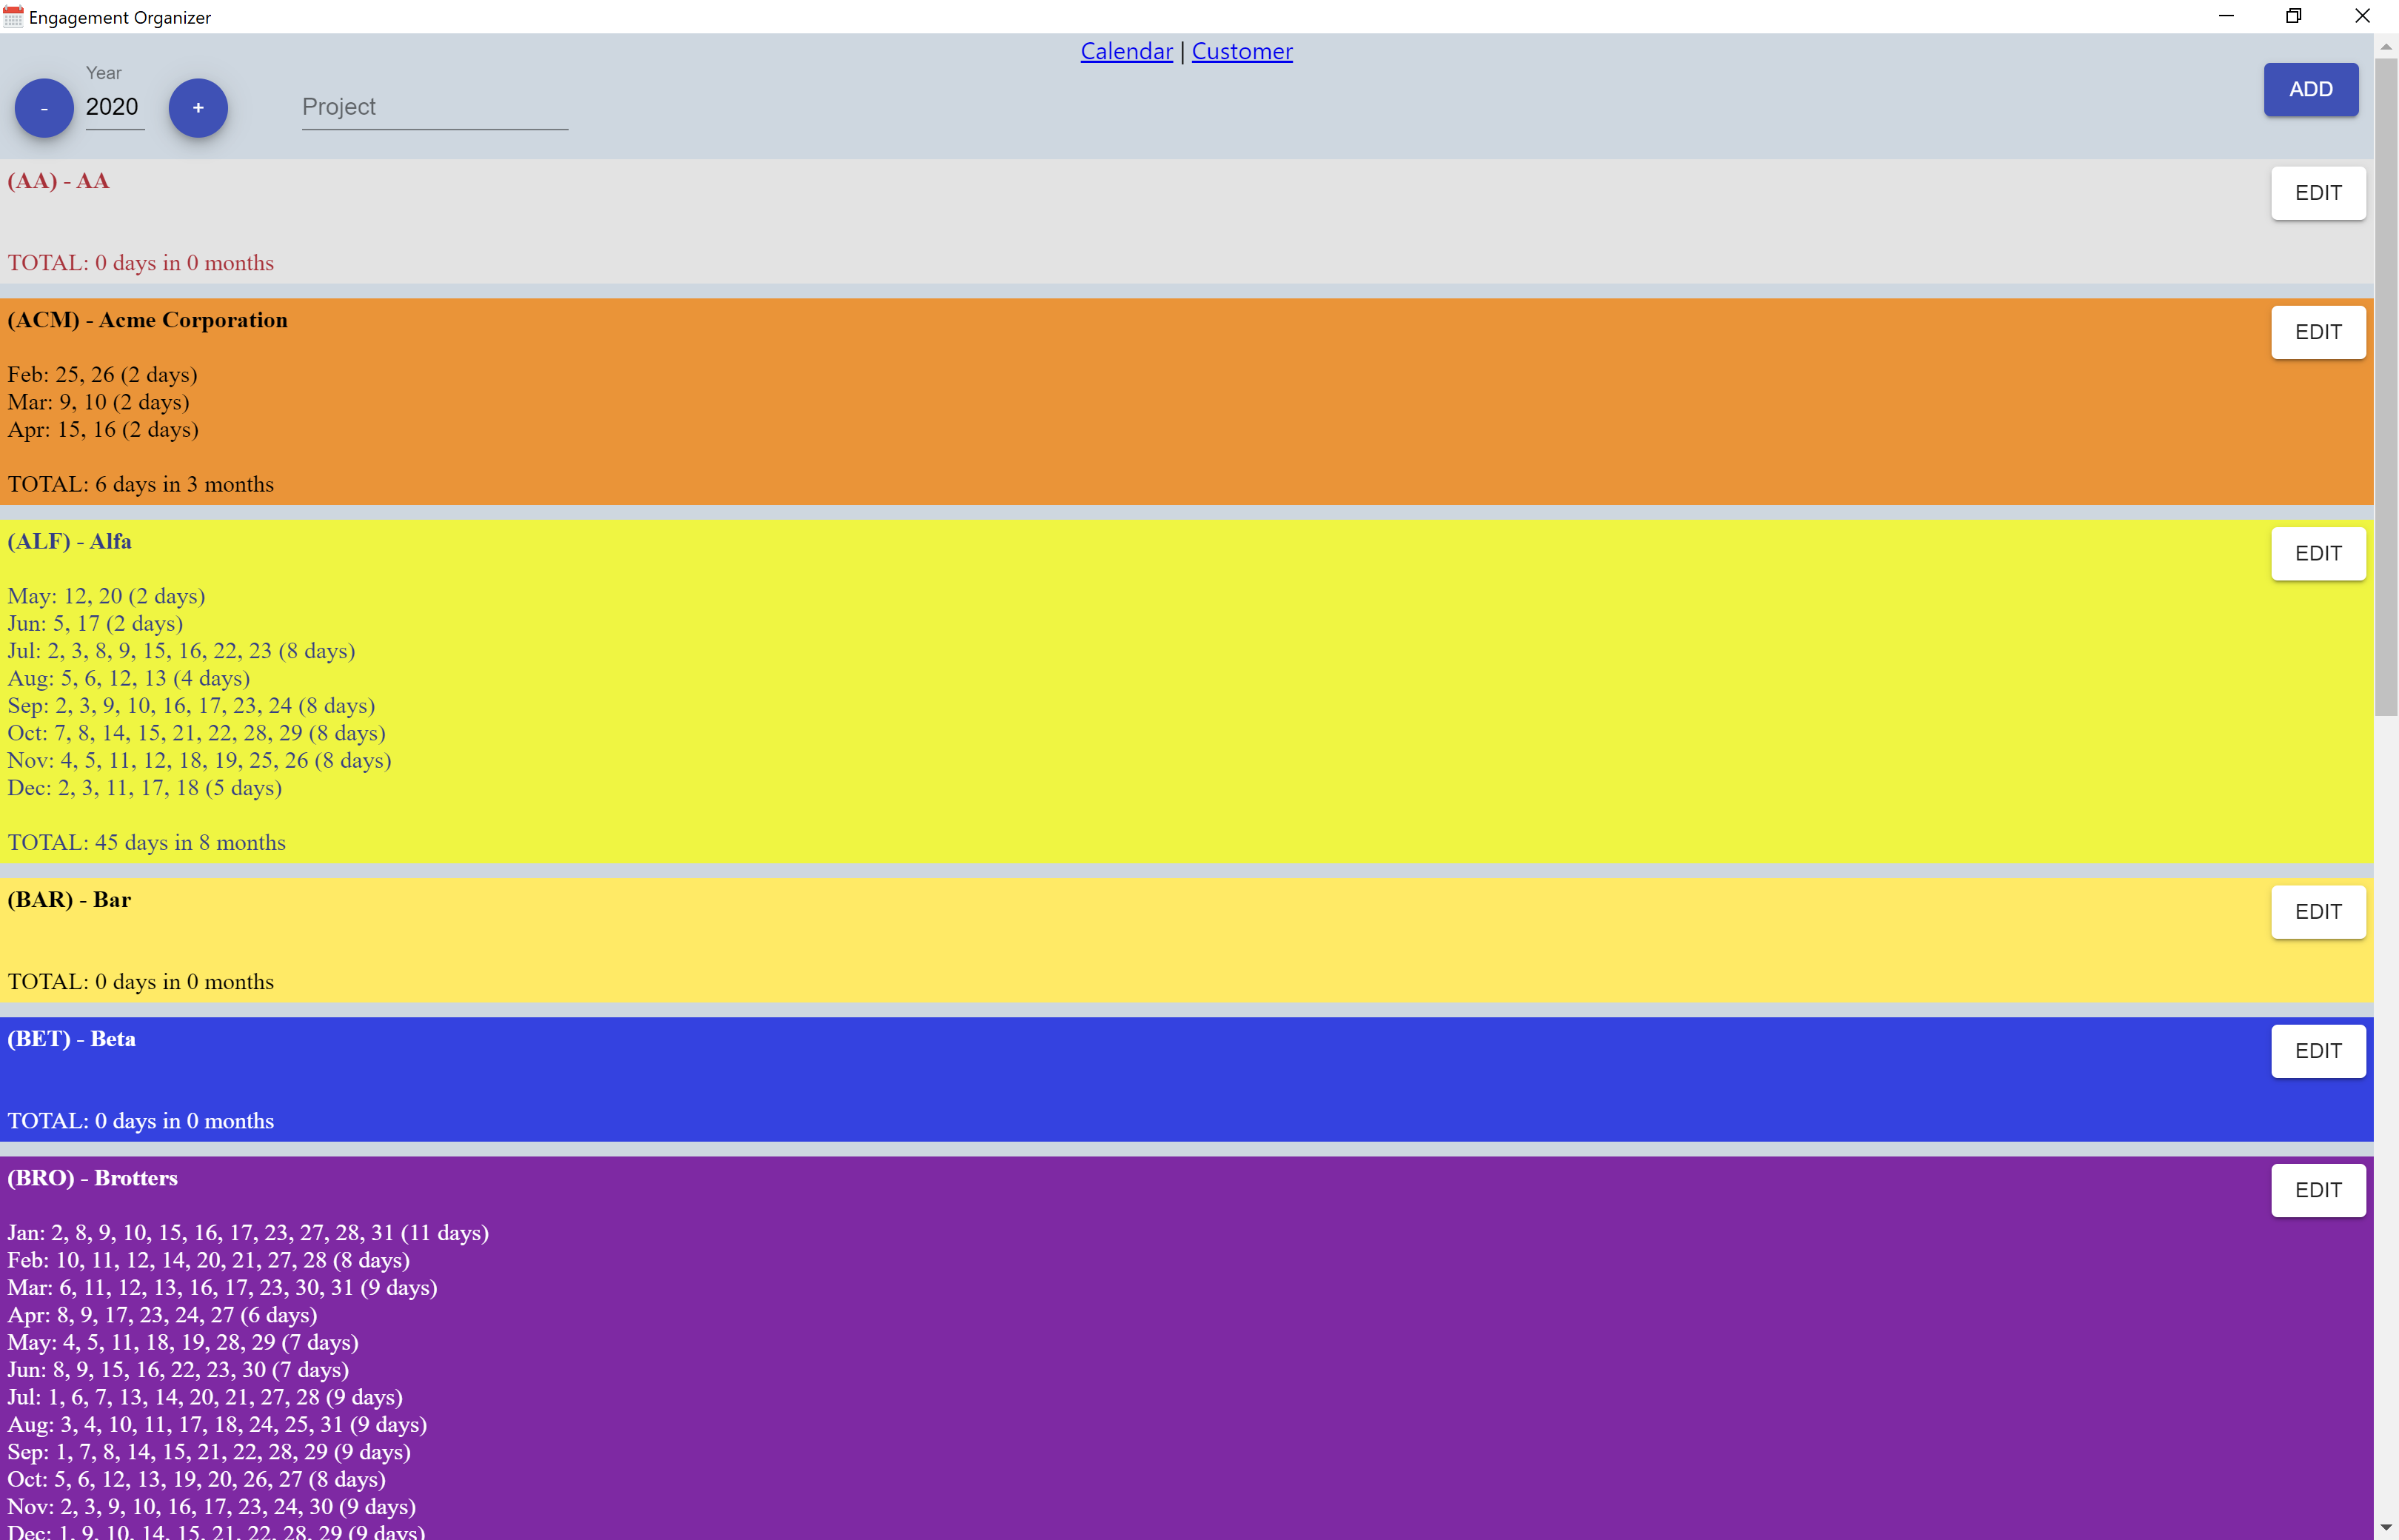 Engagement Organizer
Calendar | Customer
Year
- 2020 + Project ADD
(AA) - AA EDIT
TOTAL: 0 days in 0 months
(ACM) - Acme Corporation EDIT
Feb: 25, 26 (2 days)
Mar: 9, 10 (2 days)
Apr: 15, 16 (2 days)
TOTAL: 6 days in 3 months
(ALF) - Alfa EDIT
May: 12, 20 (2 days)
Jun: 5, 17 (2 days)
Jul: 2, 3, 8, 9, 15, 16, 22, 23 (8 days)
Aug: 5, 6, 12, 13 (4 days)
Sep: 2, 3, 9, 10, 16, 17, 23, 24 (8 days)
Oct: 7, 8, 14, 15, 21, 22, 28, 29 (8 days)
Nov: 4, 5, 11, 12, 18, 19, 25, 26 (8 days)
Dec: 2, 3, 11, 17, 18 (5 days)
TOTAL: 45 days in 8 months
(BAR) - Bar EDIT
TOTAL: 0 days in 0 months
(BET) - Beta EDIT
TOTAL: 0 days in 0 months
(BRO) - Brotters EDIT
Jan: 2, 8, 9, 10, 15, 16, 17, 23, 27, 28, 31 (11 days)
Feb: 10, 11, 12, 14, 20, 21, 27, 28 (8 days)
Mar: 6, 11, 12, 13, 16, 17, 23, 30, 31 (9 days)
Apr: 8, 9, 17, 23, 24, 27 (6 days)
May: 4, 5, 11, 18, 19, 28, 29 (7 days)
Jun: 8, 9, 15, 16, 22, 23, 30 (7 days)
Jul: 1, 6, 7, 13, 14, 20, 21, 27, 28 (9 days)
Aug: 3, 4, 10, 11, 17, 18, 24, 25, 31 (9 days)
Sep: 1, 7, 8, 14, 15, 21, 22, 28, 29 (9 days)
Oct: 5, 6, 12, 13, 19, 20, 26, 27 (8 days)
Nov: 2, 3, 9, 10, 16, 17, 23, 24, 30 (9 days)
Dec: 1, 9, 10, 14, 15, 21, 22, 28, 29 (9 days)